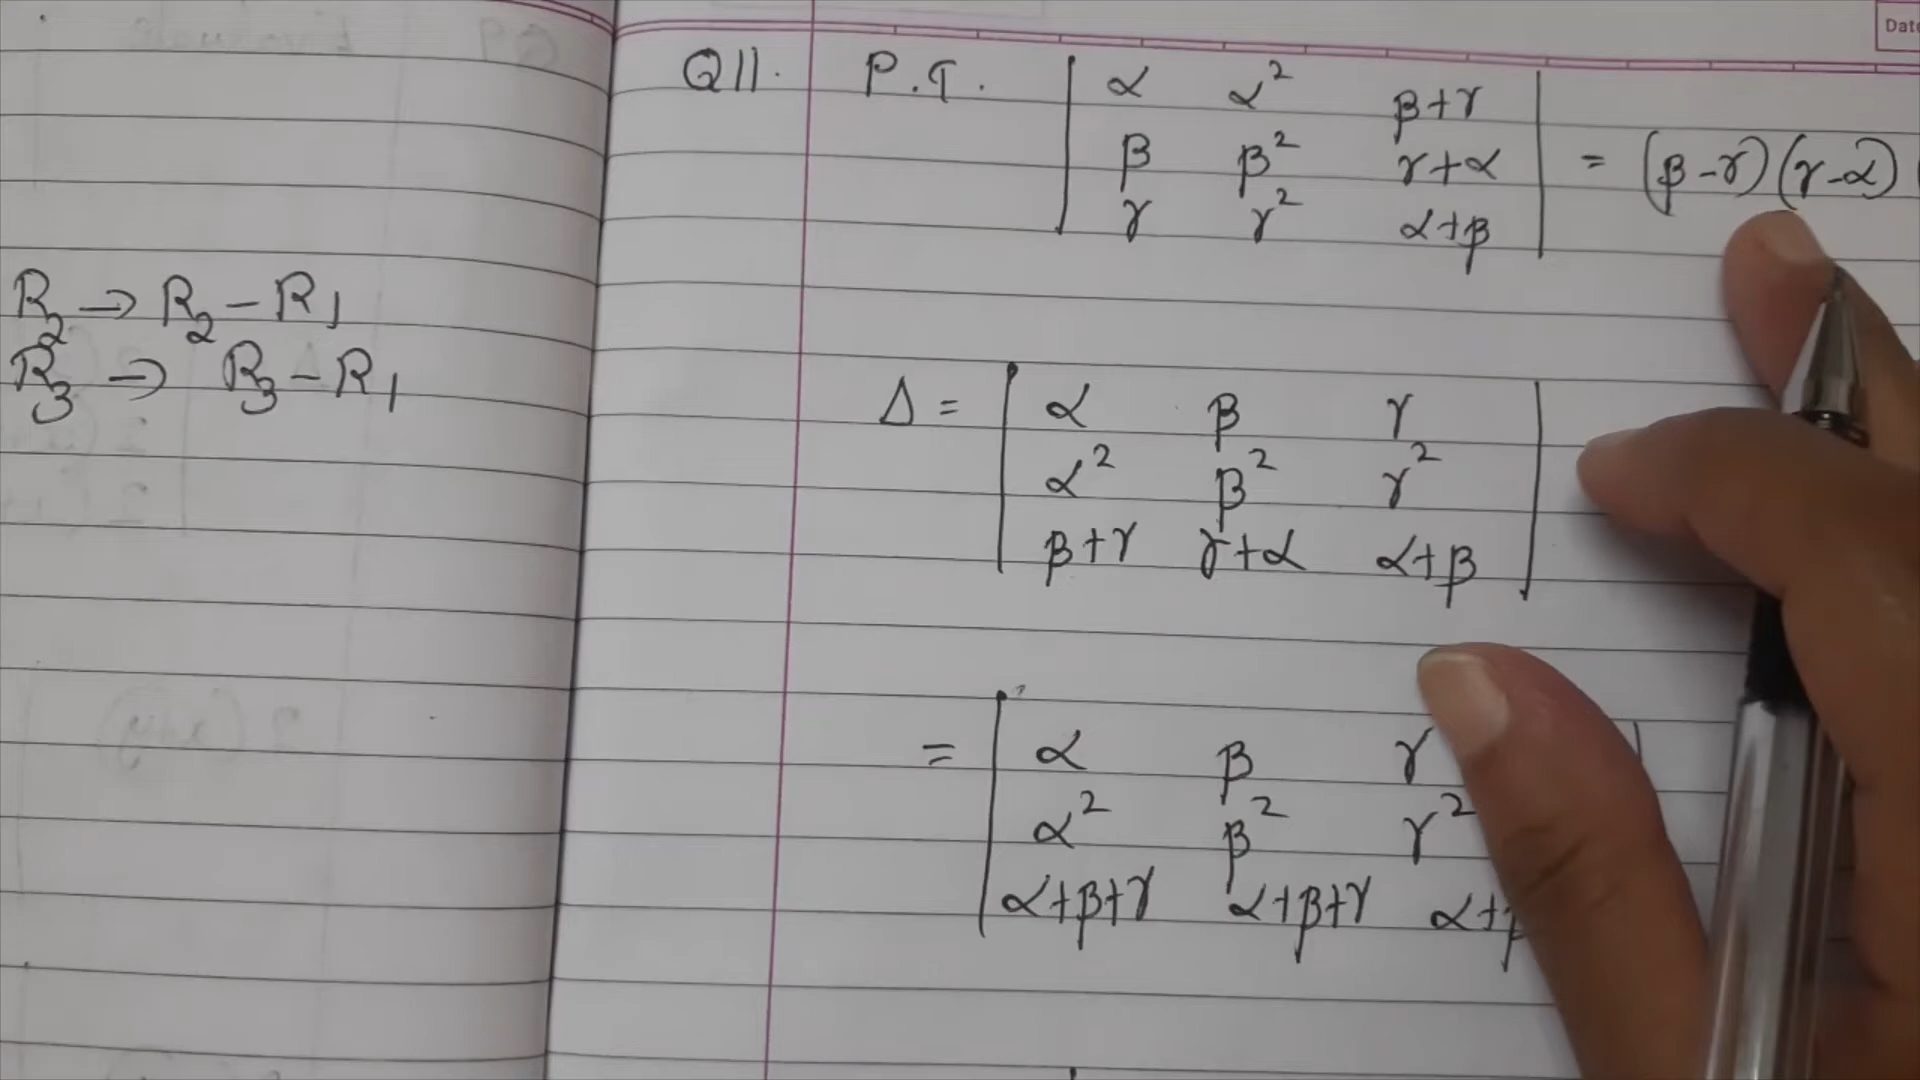 R₂ → R₂ - R₁
R₃ → R₃ - R₁
Date
Q11. P.T. | α α² β+γ |
| β β² γ+α | = (β-γ)(γ-α)(
| γ γ² α+β |
Δ = | α β γ |
| α² β² γ² |
| β+γ γ+α α+β |
= | α β γ |
| α² β² γ²
| α+β+γ α+β+γ α+β